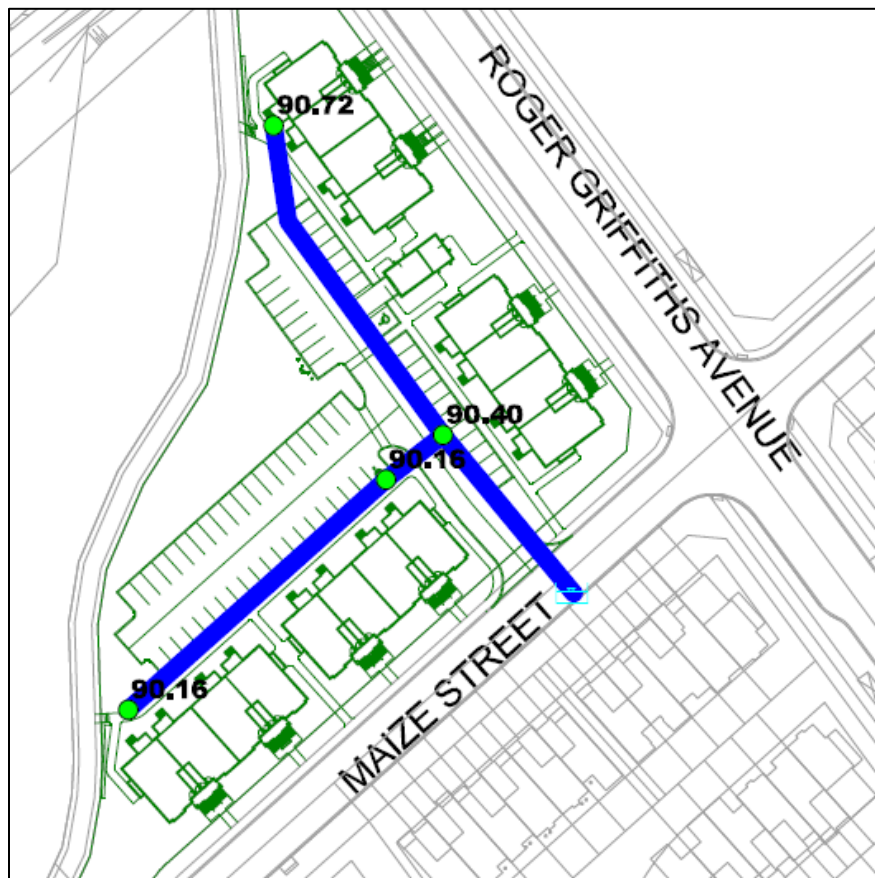 90.72
ROGER GRIFFITHS AVENUE
90.40
90.16
90.16
MAIZE STREET